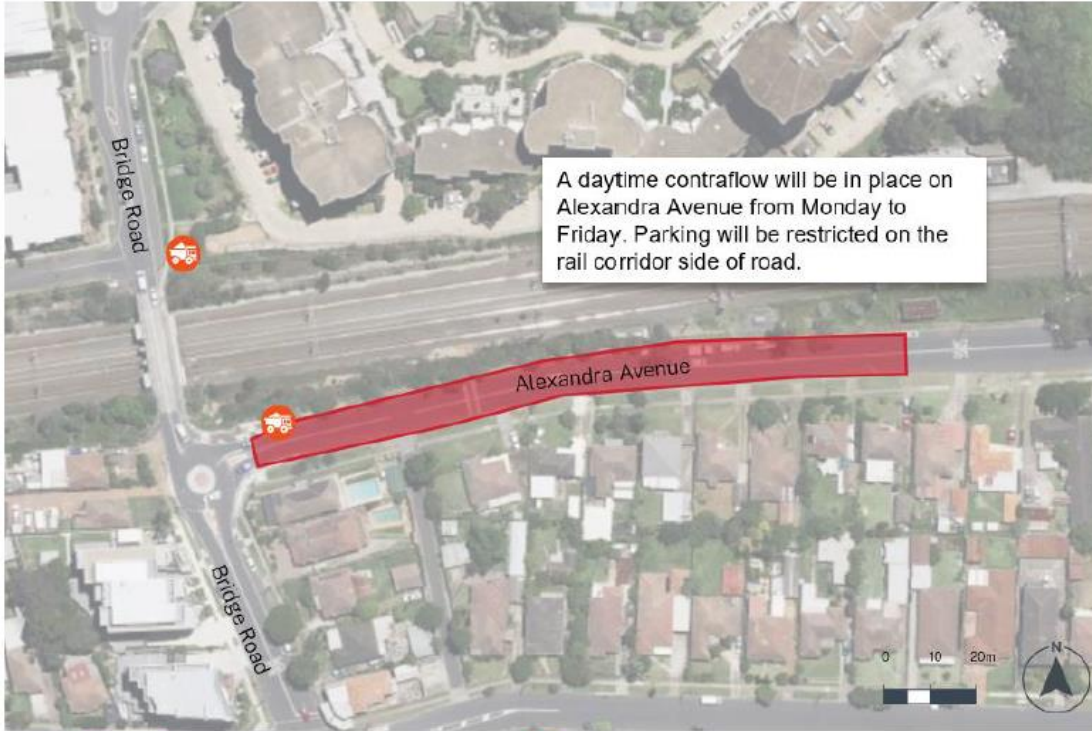 Bridge Road
A daytime contraflow will be in place on
Alexandra Avenue from Monday to
Friday. Parking will be restricted on the
rail corridor side of road.
Alexandra Avenue
Bridge Road
N
0 10 20m